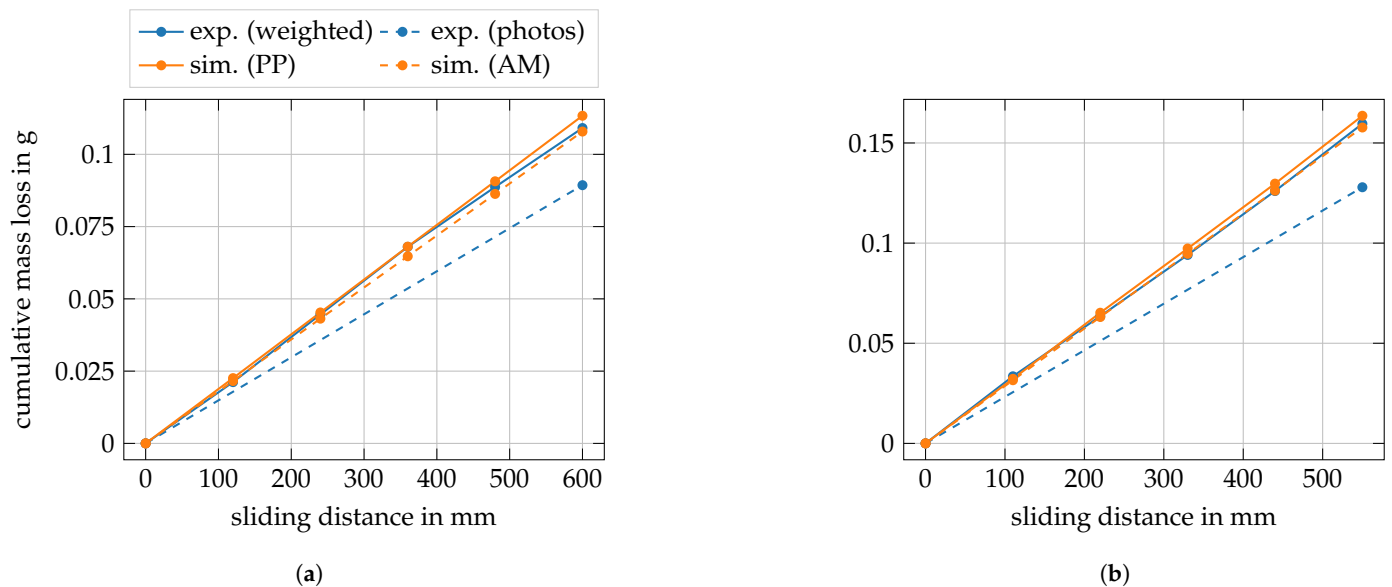 exp. (weighted) exp. (photos)
sim. (PP) sim. (AM)
cumulative mass loss in g
0.1
0.075
0.05
0.025
0
0 100 200 300 400 500 600
sliding distance in mm
(a)
0.15
0.1
0.05
0
0 100 200 300 400 500
sliding distance in mm
(b)